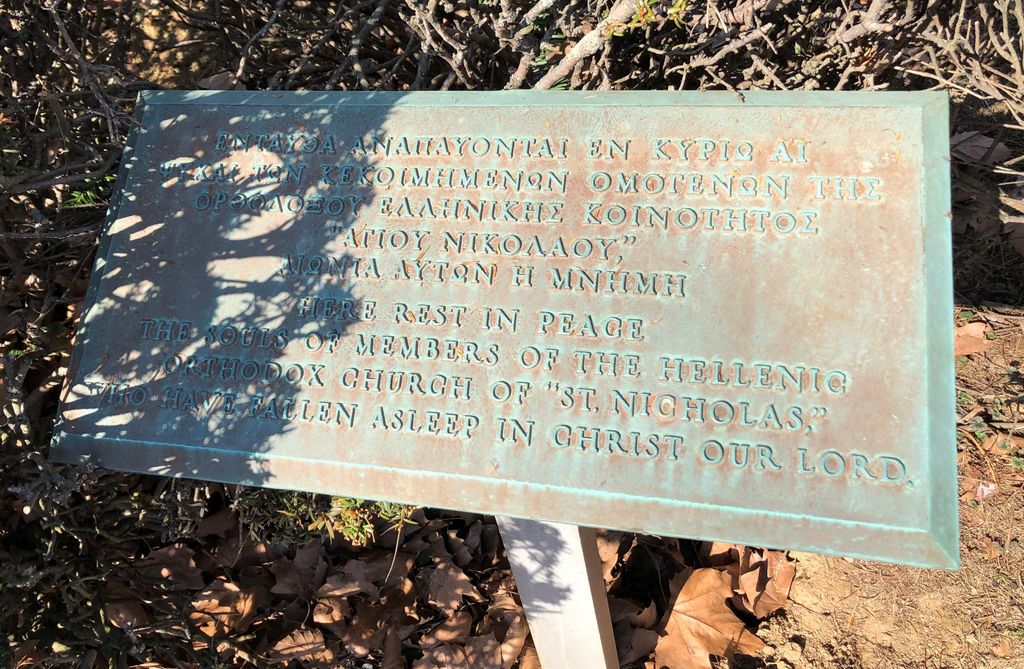 ΕΝΤΑΥΘΑ ΑΝΑΠΑΥΟΝΤΑΙ ΕΝ ΚΥΡΙΩ ΑΙ
ΨΥΧΑΙ ΤΩΝ ΚΕΚΟΙΜΗΜΕΝΩΝ ΟΜΟΓΕΝΩΝ ΤΗΣ
ΟΡΘΟΔΟΞΟΥ ΕΛΛΗΝΙΚΗΣ ΚΟΙΝΟΤΗΤΟΣ
"ΑΓΙΟΥ ΝΙΚΟΛΑΟΥ,"
ΑΙΩΝΙΑ ΑΥΤΩΝ Η ΜΝΗΜΗ
HERE REST IN PEACE
THE SOULS OF MEMBERS OF THE HELLENIC
ORTHODOX CHURCH OF "ST. NICHOLAS,"
WHO HAVE FALLEN ASLEEP IN CHRIST OUR LORD.